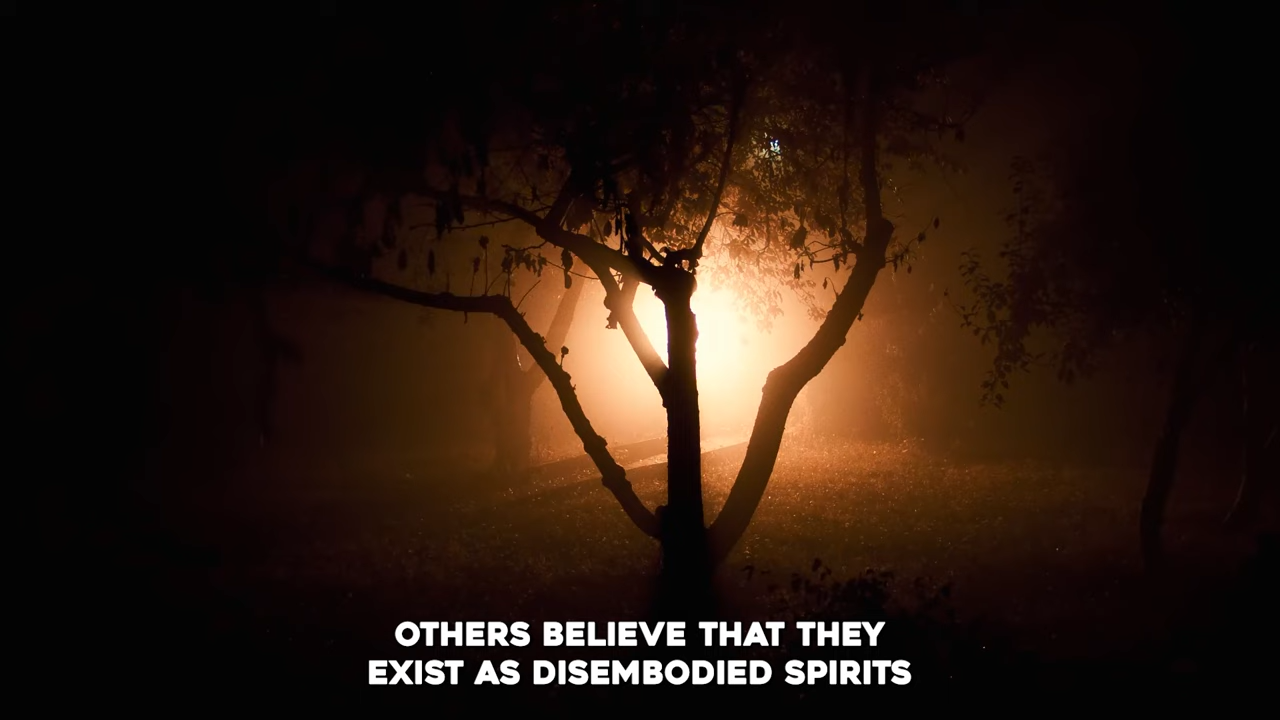 OTHERS BELIEVE THAT THEY
EXIST AS DISEMBODIED SPIRITS